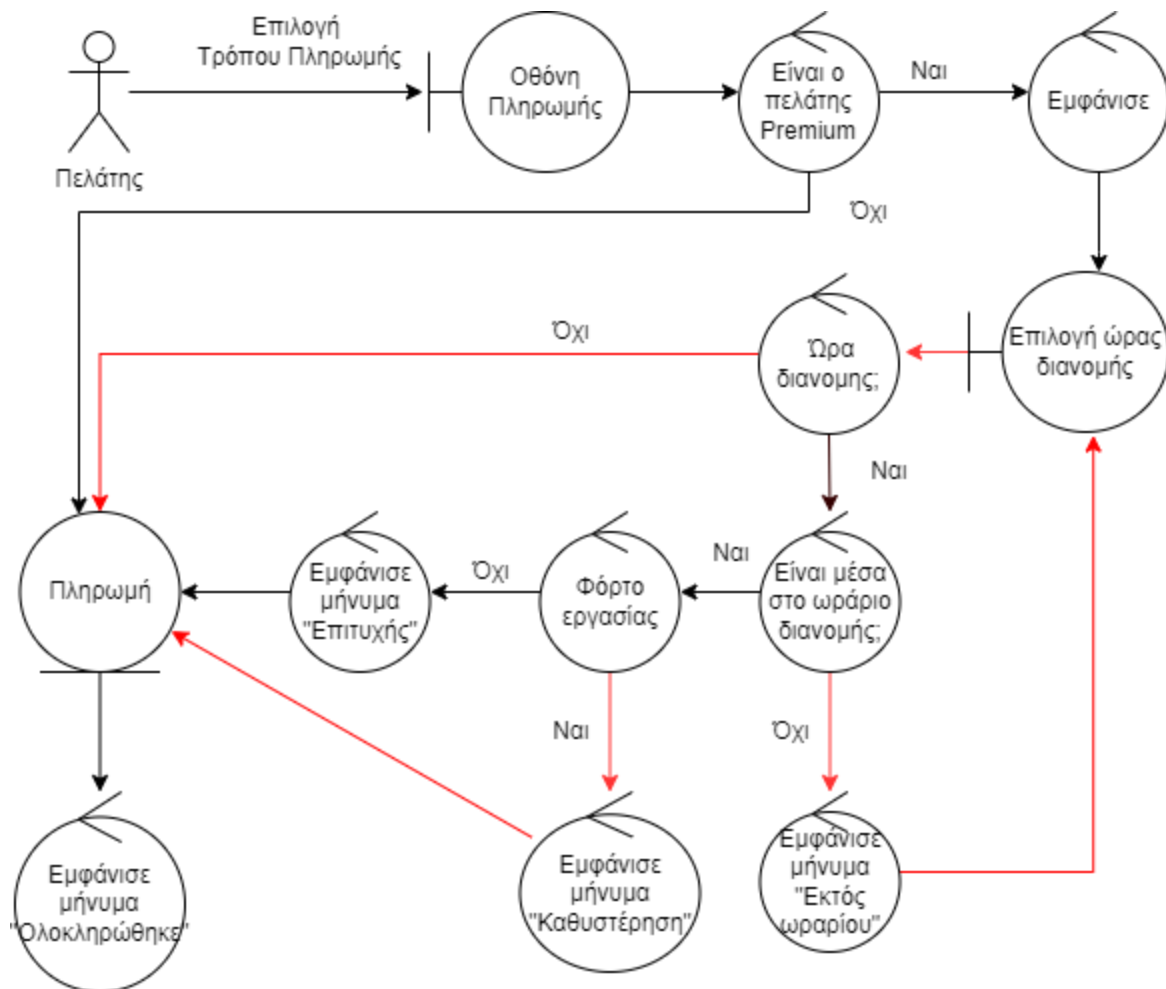 Επιλογή
Τρόπου Πληρωμής
Πελάτης
Οθόνη
Πληρωμής
Είναι ο
πελάτης
Premium
Ναι
Εμφάνισε
Όχι
Επιλογή ώρας
διανομής
Ώρα
διανομης;
Όχι
Ναι
Είναι μέσα
στο ωράριο
διανομής;
Ναι
Φόρτο
εργασίας
Όχι
Εμφάνισε
μήνυμα
"Επιτυχής"
Πληρωμή
Ναι
Όχι
Εμφάνισε
μήνυμα
"Ολοκληρώθηκε"
Εμφάνισε
μήνυμα
"Καθυστέρηση"
Εμφάνισε
μήνυμα
"Εκτός
ωραρίου"